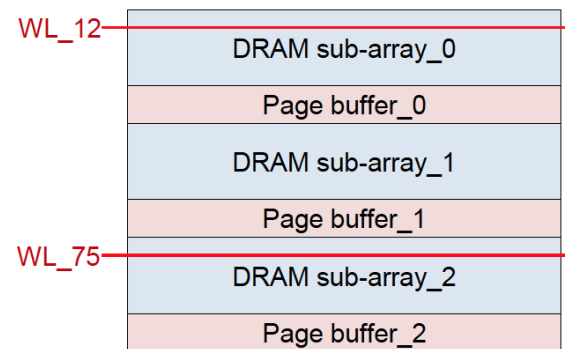 WL_12
DRAM sub-array_0
Page buffer_0
DRAM sub-array_1
Page buffer_1
WL_75
DRAM sub-array_2
Page buffer_2